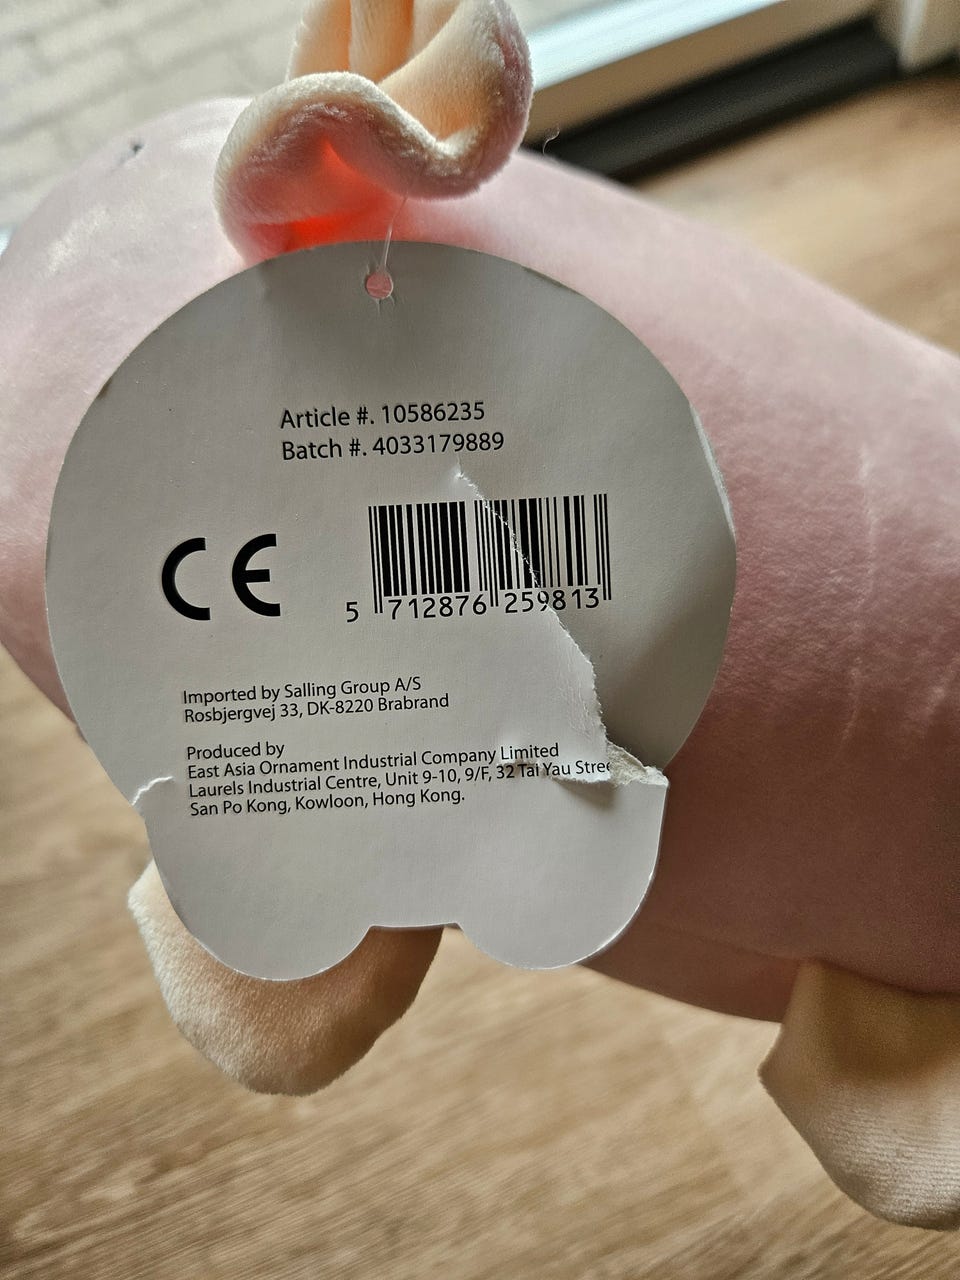 Article #. 10586235
Batch #. 4033179889
CE
5 712876 259813
Imported by Salling Group A/S
Rosbjergvej 33, DK-8220 Brabrand
Produced by
East Asia Ornament Industrial Company Limited
Laurels Industrial Centre, Unit 9-10, 9/F, 32 Tai Yau Stree
San Po Kong, Kowloon, Hong Kong.